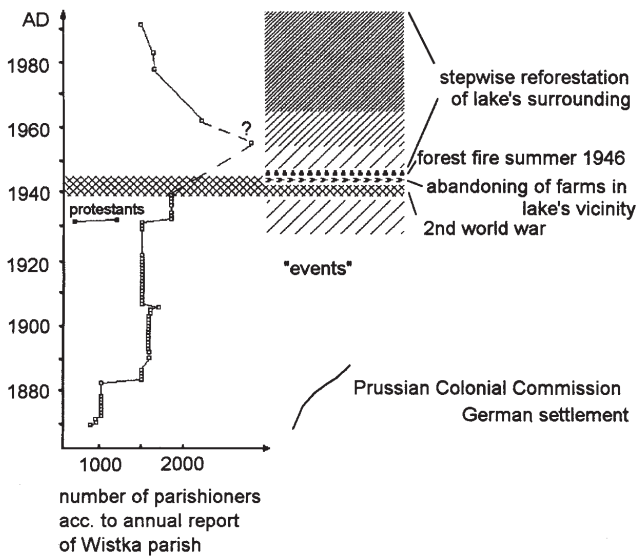 AD
1980
1960
1940
1920
1900
1880
1000 2000
?
protestants
number of parishioners
acc. to annual report
of Wistka parish
stepwise reforestation
of lake's surrounding
forest fire summer 1946
abandoning of farms in
lake's vicinity
2nd world war
"events"
Prussian Colonial Commission
German settlement